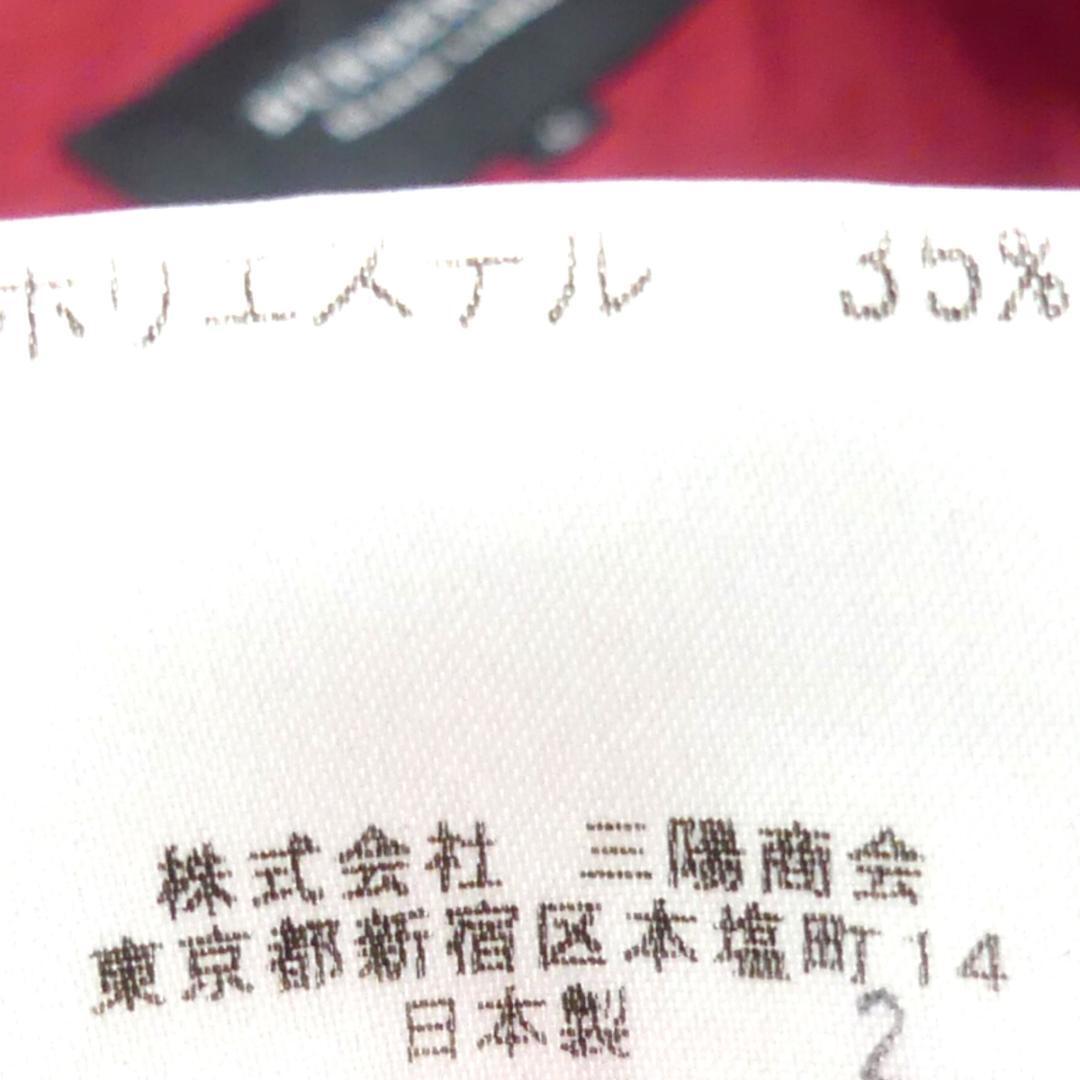 ポリエステル 35%
株式会社 三陽商会
東京都新宿区本塩町14
日本製
2